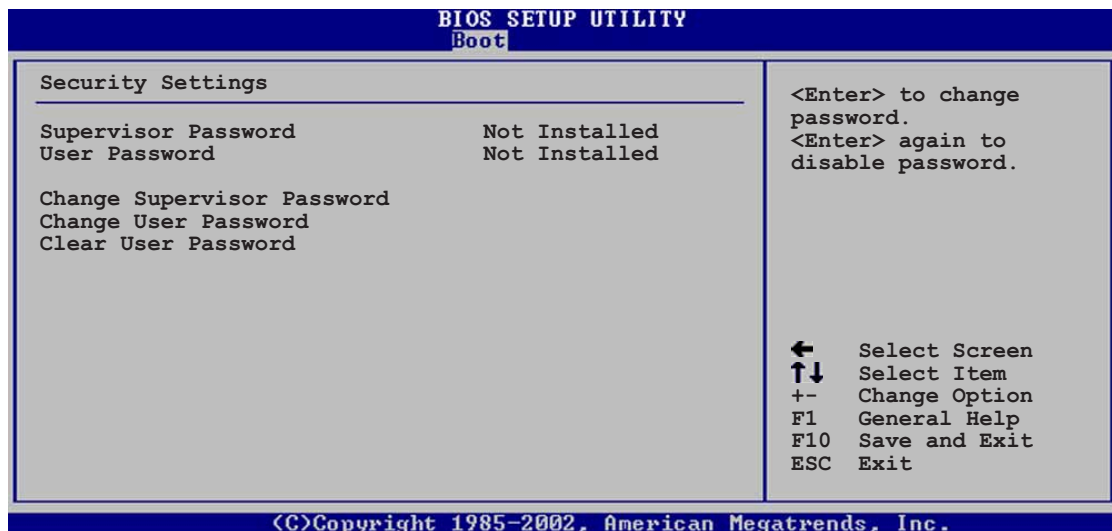 BIOS SETUP UTILITY
Boot
Security Settings
Supervisor Password Not Installed
User Password Not Installed
Change Supervisor Password
Change User Password
Clear User Password
<Enter> to change
password.
<Enter> again to
disable password.
← Select Screen
↑↓ Select Item
+- Change Option
F1 General Help
F10 Save and Exit
ESC Exit
(C)Copyright 1985-2002, American Megatrends, Inc.